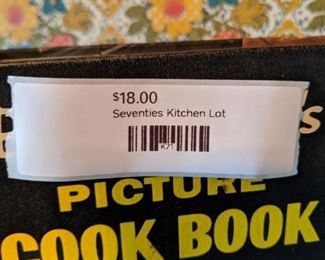 $18.00
Seventies Kitchen Lot
K71
PICTURE
COOK BOOK